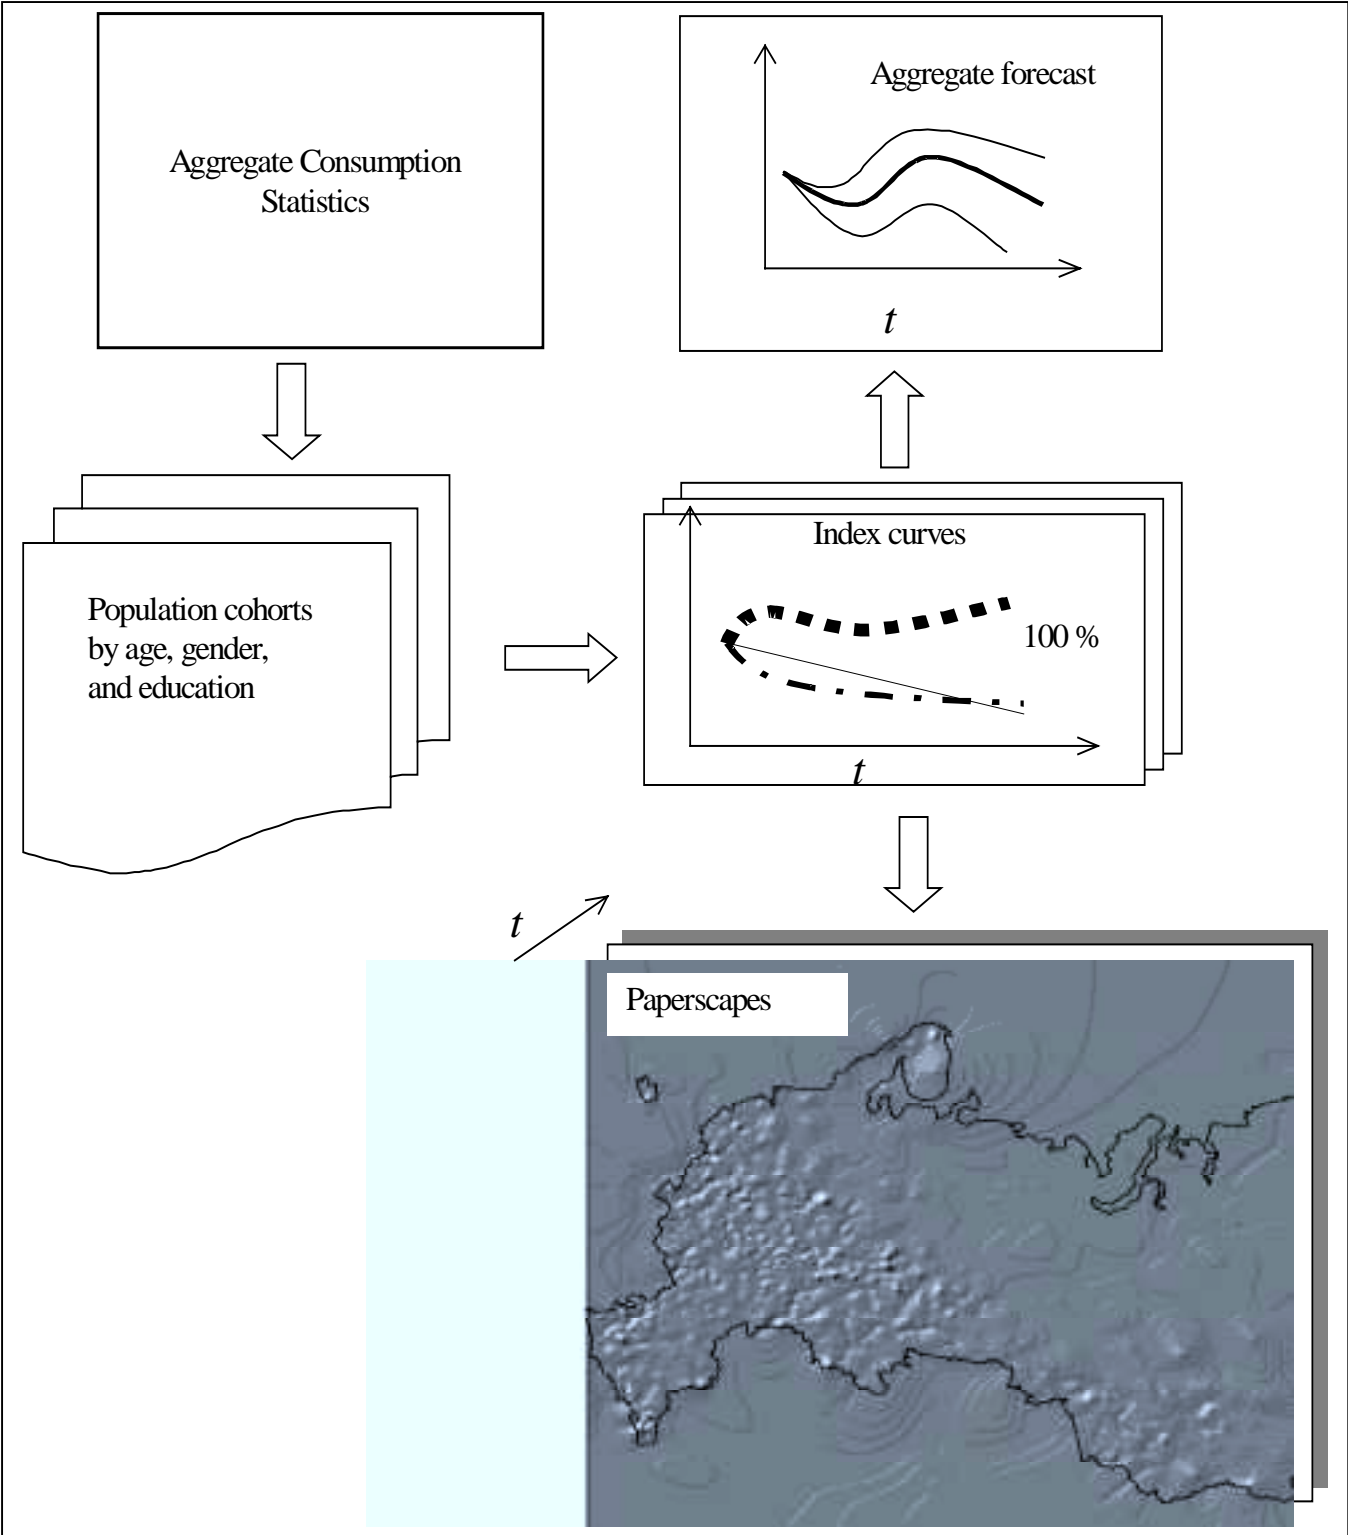 Aggregate Consumption
Statistics
Aggregate forecast
t
Population cohorts
by age, gender,
and education
Index curves
100 %
t
t
Paperscapes